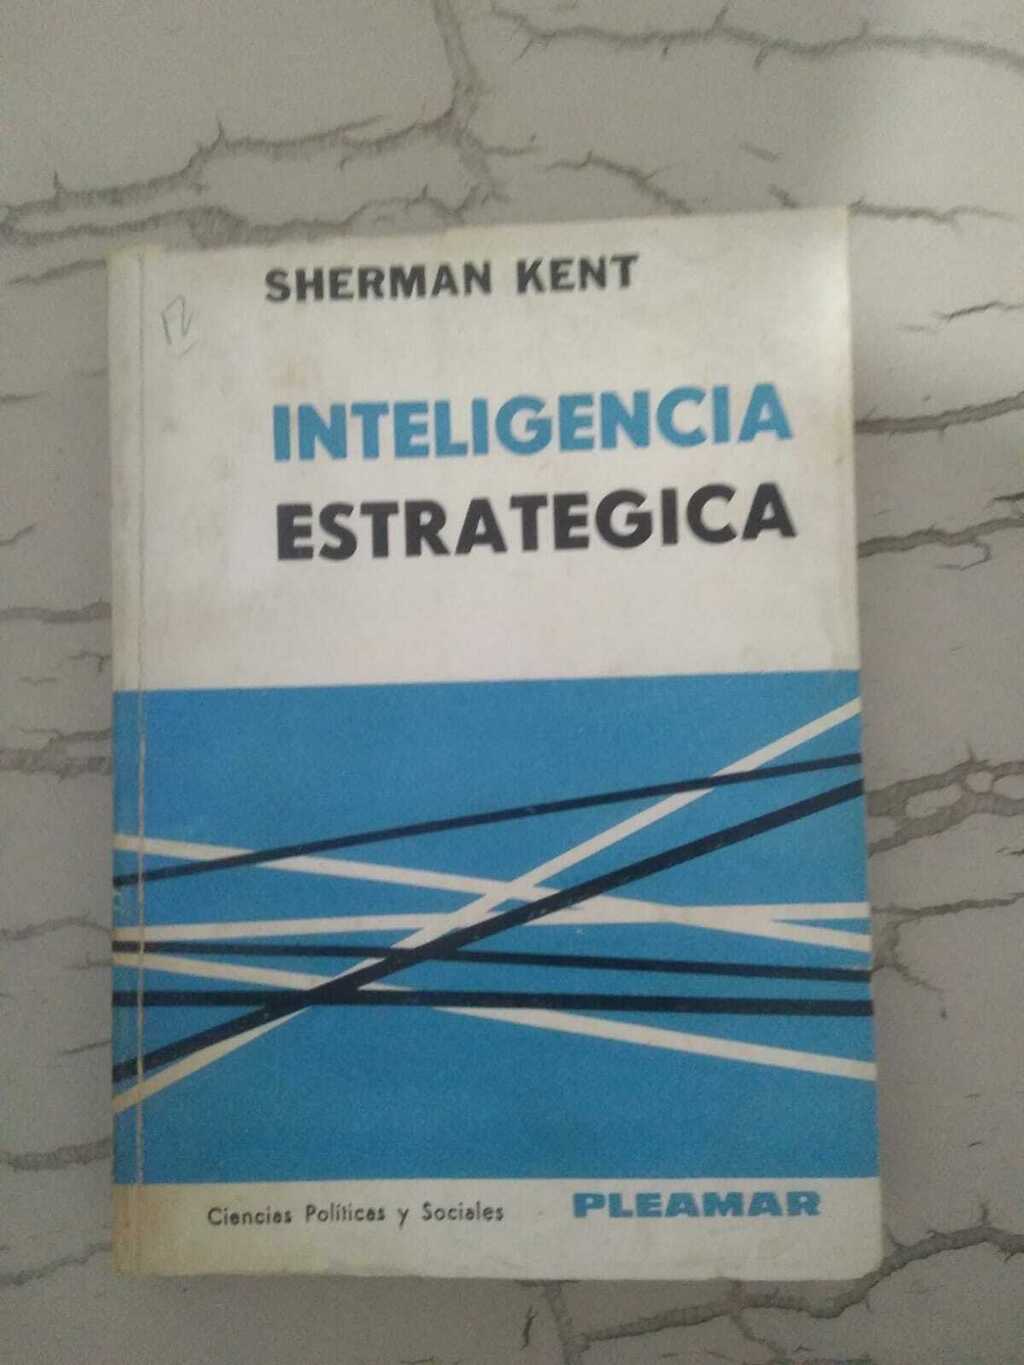 SHERMAN KENT
INTELIGENCIA
ESTRATEGICA
Ciencias Políticas y Sociales
PLEAMAR